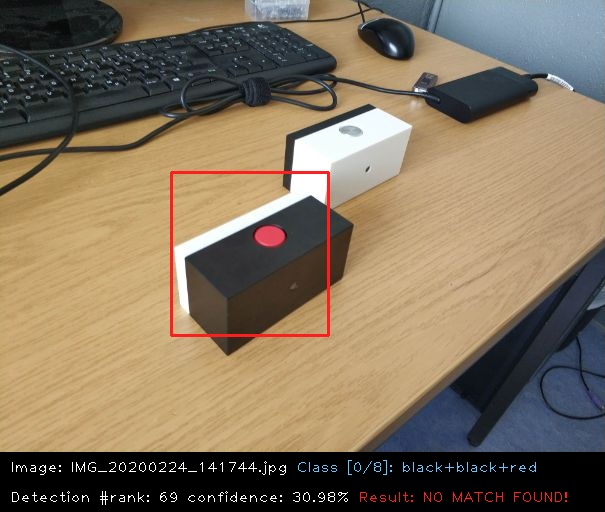 Image: IMG_20200224_141744.jpg Class [0/8]: black+black+red
Detection #rank: 69 confidence: 30.98% Result: NO MATCH FOUND!